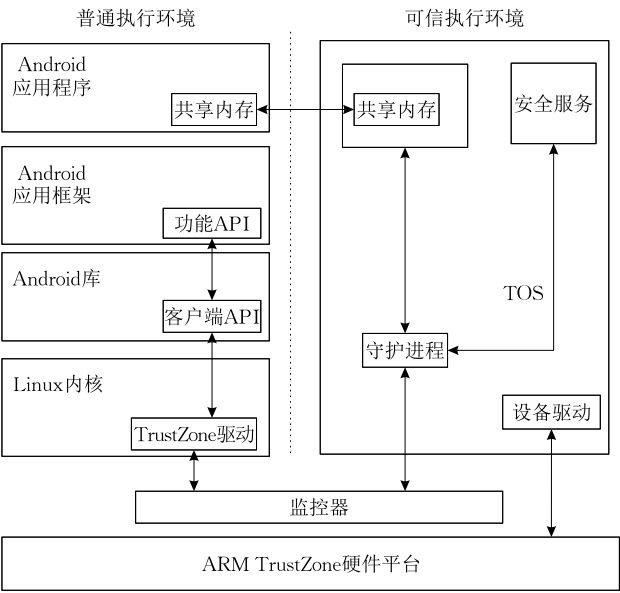 普通执行环境
可信执行环境
Android
应用程序
共享内存
共享内存
安全服务
Android
应用框架
功能API
Android库
客户端API
TOS
守护进程
Linux内核
TrustZone驱动
设备驱动
监控器
ARM TrustZone硬件平台